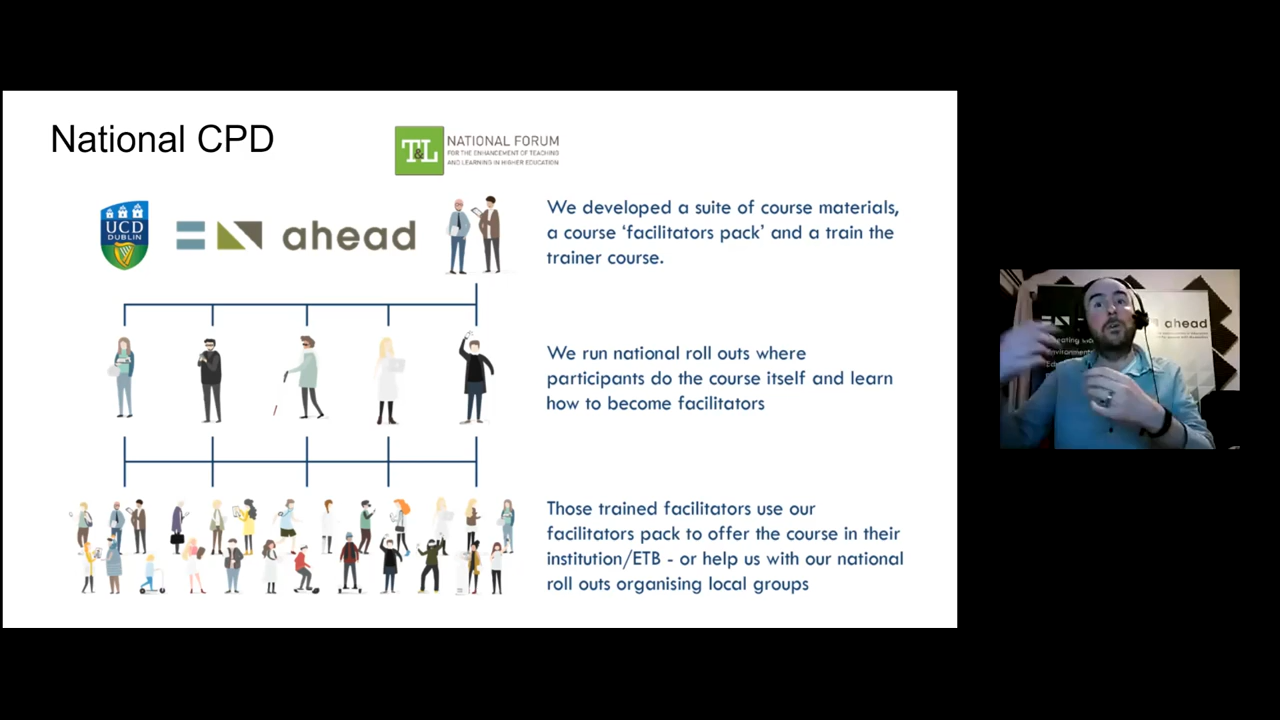 National CPD
T&L
NATIONAL FORUM
FOR THE ENHANCEMENT OF TEACHING
AND LEARNING IN HIGHER EDUCATION
UCD
DUBLIN
ahead
We developed a suite of course materials,
a course ‘facilitators pack’ and a train the
trainer course.
We run national roll outs where
participants do the course itself and learn
how to become facilitators
Those trained facilitators use our
facilitators pack to offer the course in their
institution/ETB - or help us with our national
roll outs organising local groups
ahead